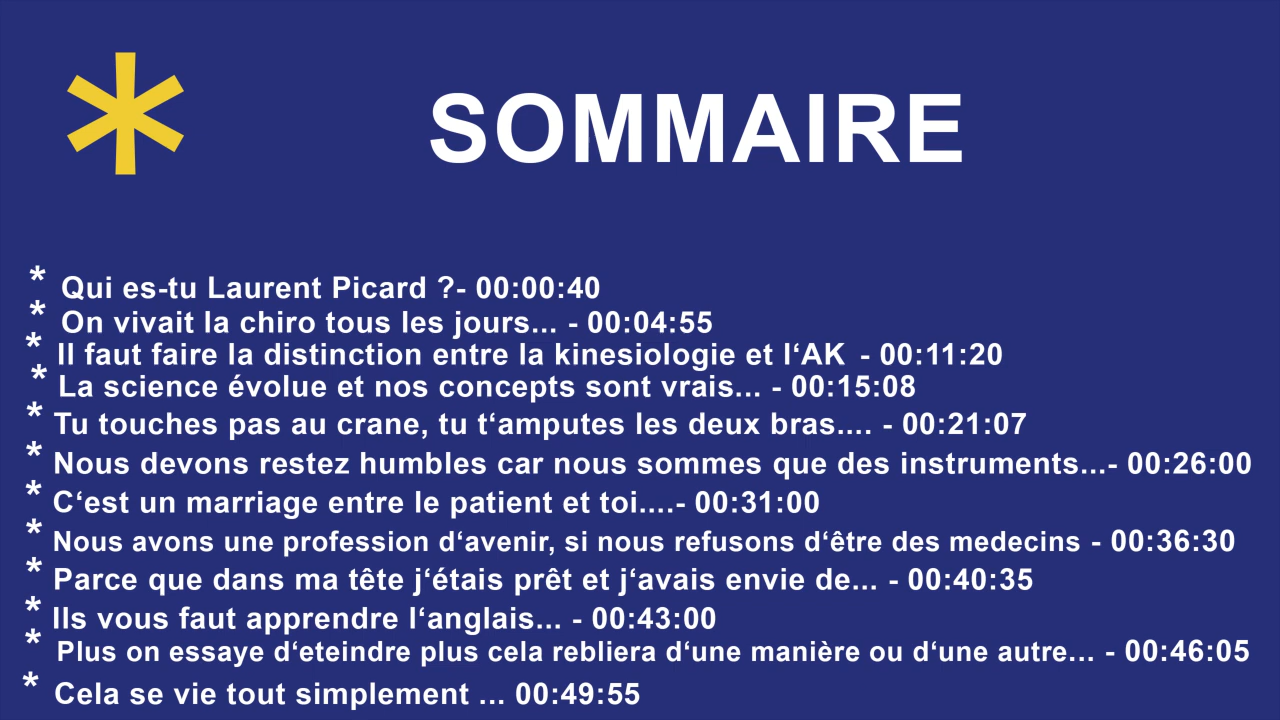 SOMMAIRE
* Qui es-tu Laurent Picard ?- 00:00:40
* On vivait la chiro tous les jours... - 00:04:55
* Il faut faire la distinction entre la kinesiologie et l‘AK - 00:11:20
* La science évolue et nos concepts sont vrais... - 00:15:08
* Tu touches pas au crane, tu t‘amputes les deux bras.... - 00:21:07
* Nous devons restez humbles car nous sommes que des instruments...- 00:26:00
* C‘est un marriage entre le patient et toi....- 00:31:00
* Nous avons une profession d‘avenir, si nous refusons d‘être des medecins - 00:36:30
* Parce que dans ma tête j‘étais prêt et j‘avais envie de... - 00:40:35
* Ils vous faut apprendre l‘anglais... - 00:43:00
* Plus on essaye d‘eteindre plus cela rebliera d‘une manière ou d‘une autre... - 00:46:05
* Cela se vie tout simplement ... 00:49:55